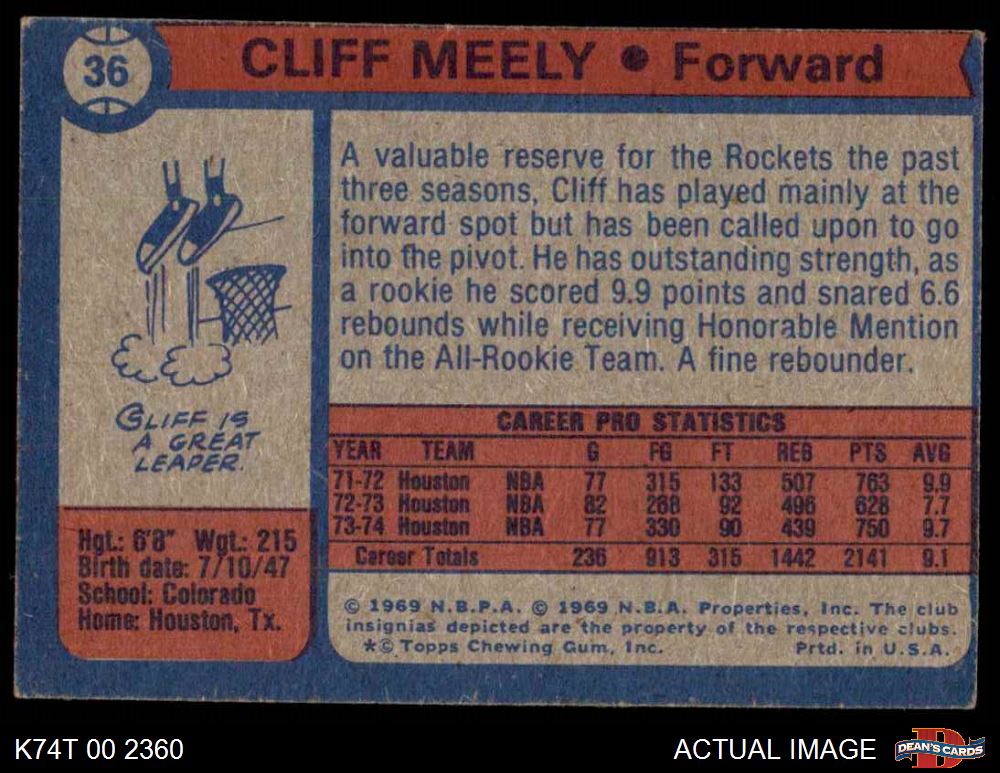 36
CLIFF MEELY • Forward
A valuable reserve for the Rockets the past
three seasons, Cliff has played mainly at the
forward spot but has been called upon to go
into the pivot. He has outstanding strength, as
a rookie he scored 9.9 points and snared 6.6
rebounds while receiving Honorable Mention
on the All-Rookie Team. A fine rebounder.
CLIFF IS
A GREAT
LEAPER.
Hgt.: 6'8" Wgt.: 215
Birth date: 7/10/47
School: Colorado
Home: Houston, Tx.
CAREER PRO STATISTICS
YEAR TEAM G FG FT REB PTS AVG
71-72 Houston NBA 77 315 133 507 763 9.9
72-73 Houston NBA 82 268 92 496 628 7.7
73-74 Houston NBA 77 330 90 439 750 9.7
Career Totals 236 913 315 1442 2141 9.1
© 1969 N.B.P.A. © 1969 N.B.A. Properties, Inc. The club
insignias depicted are the property of the respective clubs.
*© Topps Chewing Gum, Inc. Prtd. in U.S.A.
K74T 00 2360
ACTUAL IMAGE
D
DEAN'S CARDS